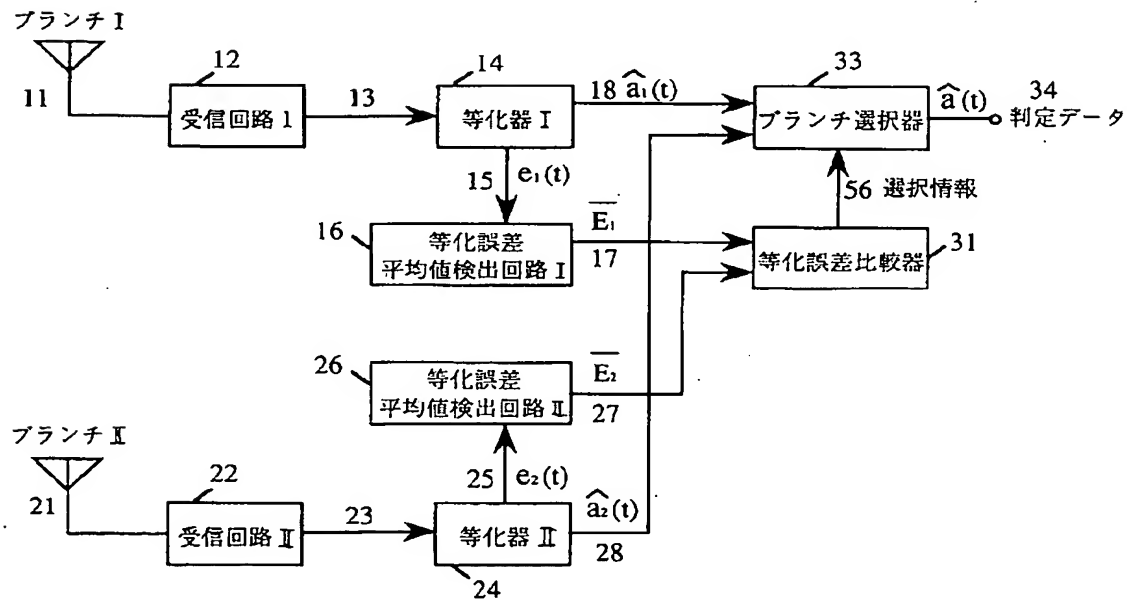 ブランチ I
11
12
受信回路 1
13
14
等化器 I
18 â₁(t)
33
ブランチ選択器
â(t)
34
判定データ
15 e₁(t)
56 選択情報
16
等化誤差
平均値検出回路 I
E̅₁
17
等化誤差比較器
31
26
等化誤差
平均値検出回路 II
E̅₂
27
ブランチ II
21
22
受信回路 II
23
25 e₂(t)
等化器 II
24
â₂(t)
28